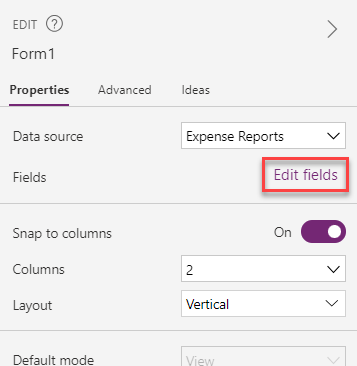 EDIT ?
Form1
Properties Advanced Ideas
Data source Expense Reports
Fields Edit fields
Snap to columns On
Columns 2
Layout Vertical
Default mode View